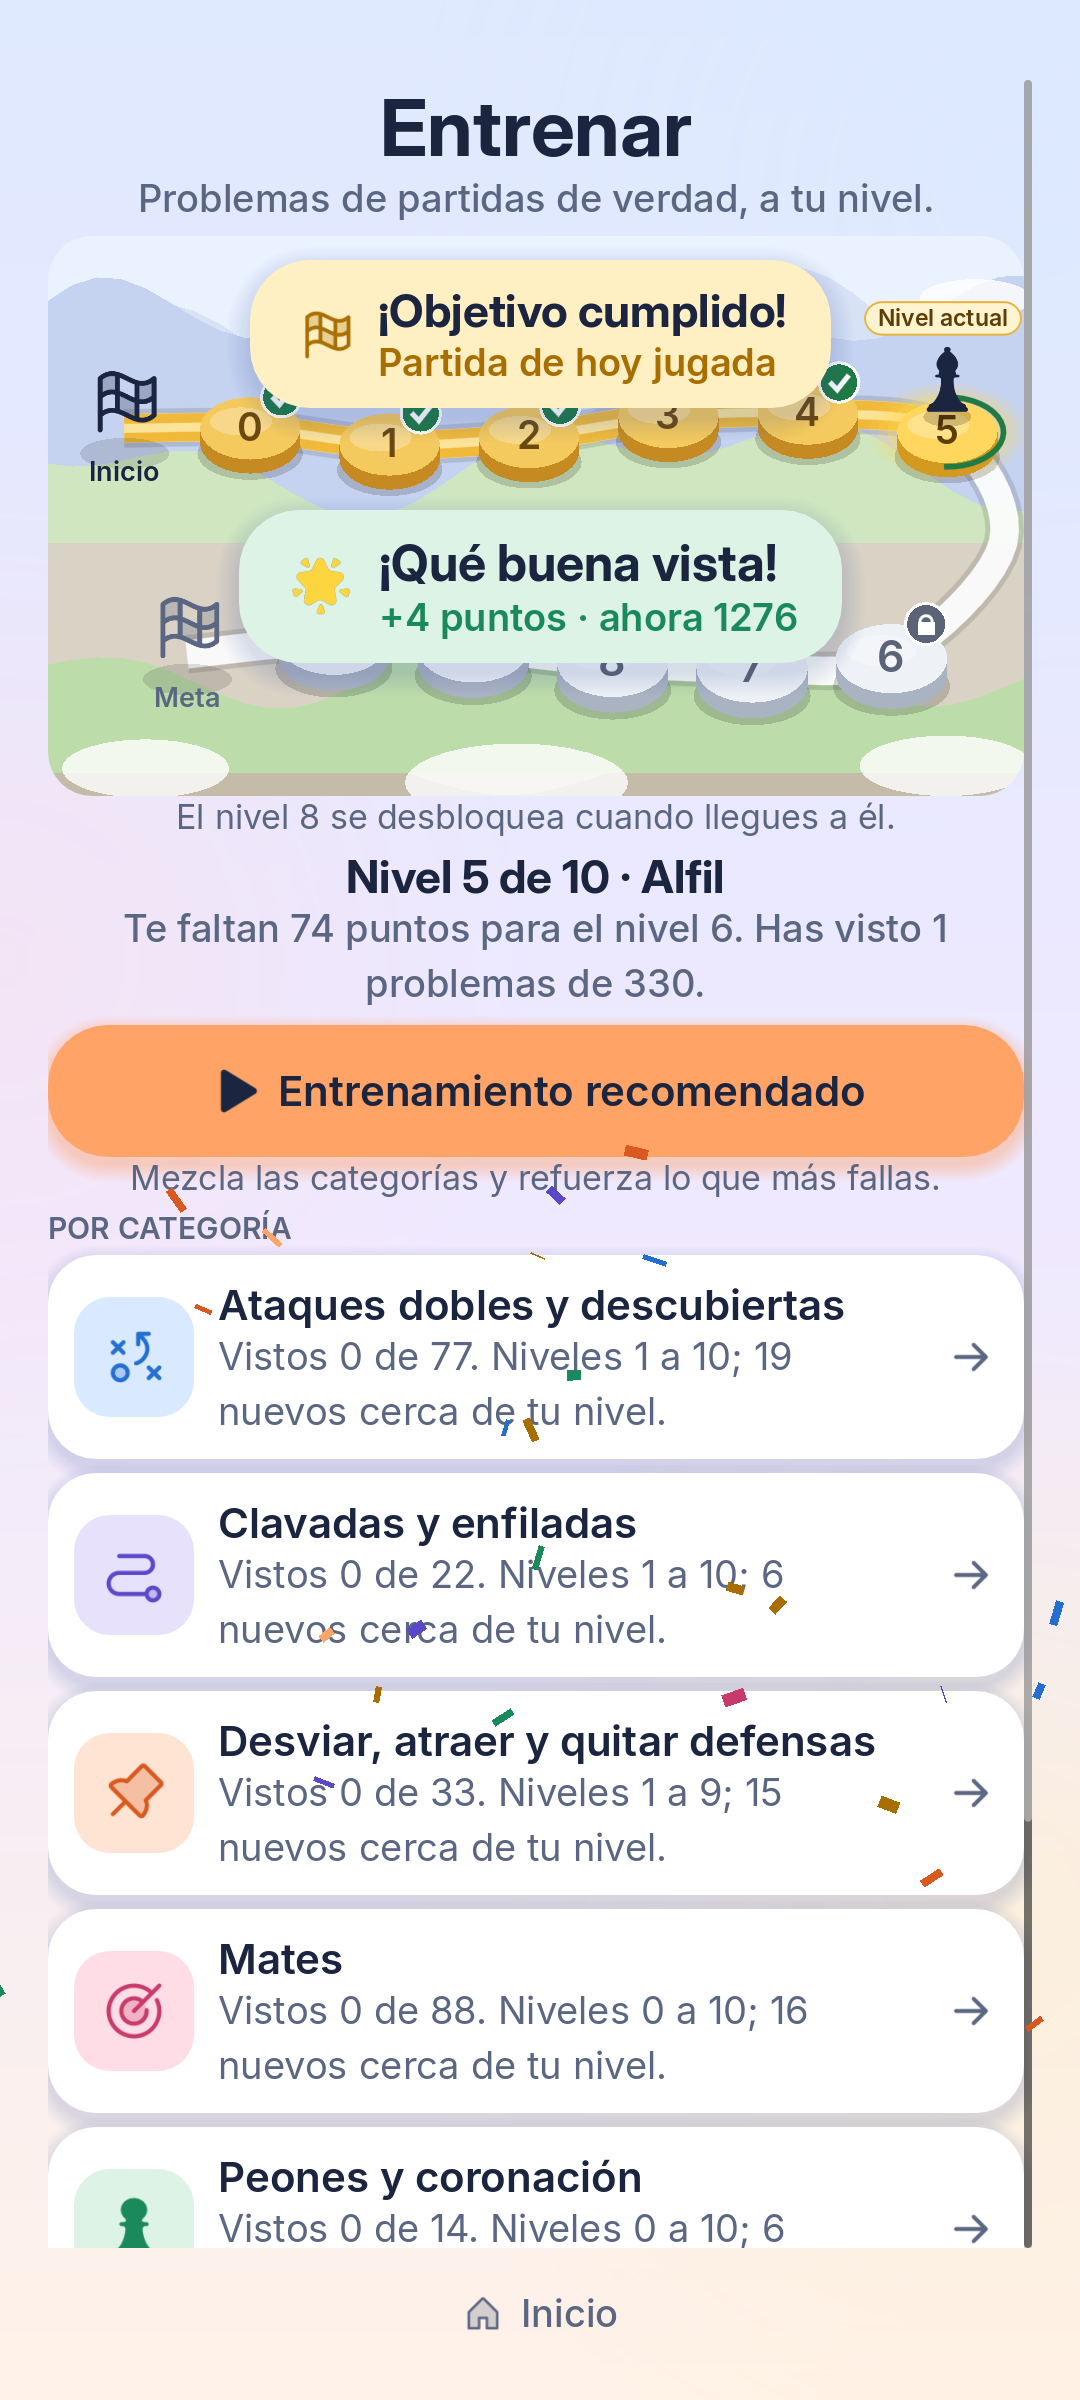 Entrenar
Problemas de partidas de verdad, a tu nivel.
¡Objetivo cumplido!
Partida de hoy jugada
Nivel actual
0
1
2
3
4
5
Inicio
¡Qué buena vista!
+4 puntos · ahora 1276
Meta
8
7
6
El nivel 8 se desbloquea cuando llegues a él.
Nivel 5 de 10 · Alfil
Te faltan 74 puntos para el nivel 6. Has visto 1
problemas de 330.
Entrenamiento recomendado
Mezcla las categorías y refuerza lo que más fallas.
POR CATEGORÍA
Ataques dobles y descubiertas
Vistos 0 de 77. Niveles 1 a 10; 19
nuevos cerca de tu nivel.
Clavadas y enfiladas
Vistos 0 de 22. Niveles 1 a 10; 6
nuevos cerca de tu nivel.
Desviar, atraer y quitar defensas
Vistos 0 de 33. Niveles 1 a 9; 15
nuevos cerca de tu nivel.
Mates
Vistos 0 de 88. Niveles 0 a 10; 16
nuevos cerca de tu nivel.
Peones y coronación
Vistos 0 de 14. Niveles 0 a 10; 6
Inicio